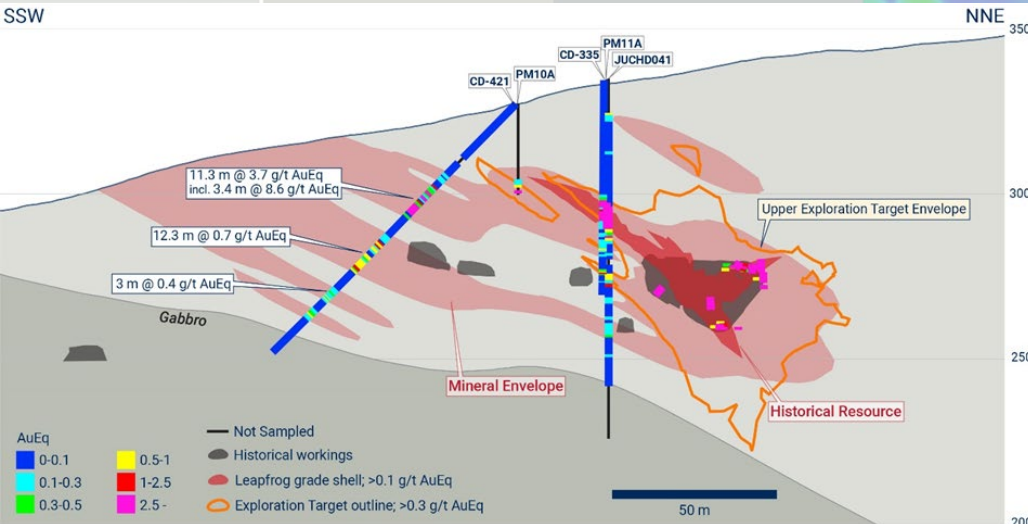 SSW
NNE
350
PM11A
CD-335
JUCHD041
CD-421
PM10A
11.3 m @ 3.7 g/t AuEq
incl. 3.4 m @ 8.6 g/t AuEq
300
Upper Exploration Target Envelope
12.3 m @ 0.7 g/t AuEq
3 m @ 0.4 g/t AuEq
Gabbro
250
Mineral Envelope
Historical Resource
AuEq
0-0.1
0.1-0.3
0.3-0.5
0.5-1
1-2.5
2.5 -
Not Sampled
Historical workings
Leapfrog grade shell; >0.1 g/t AuEq
Exploration Target outline; >0.3 g/t AuEq
50 m
200